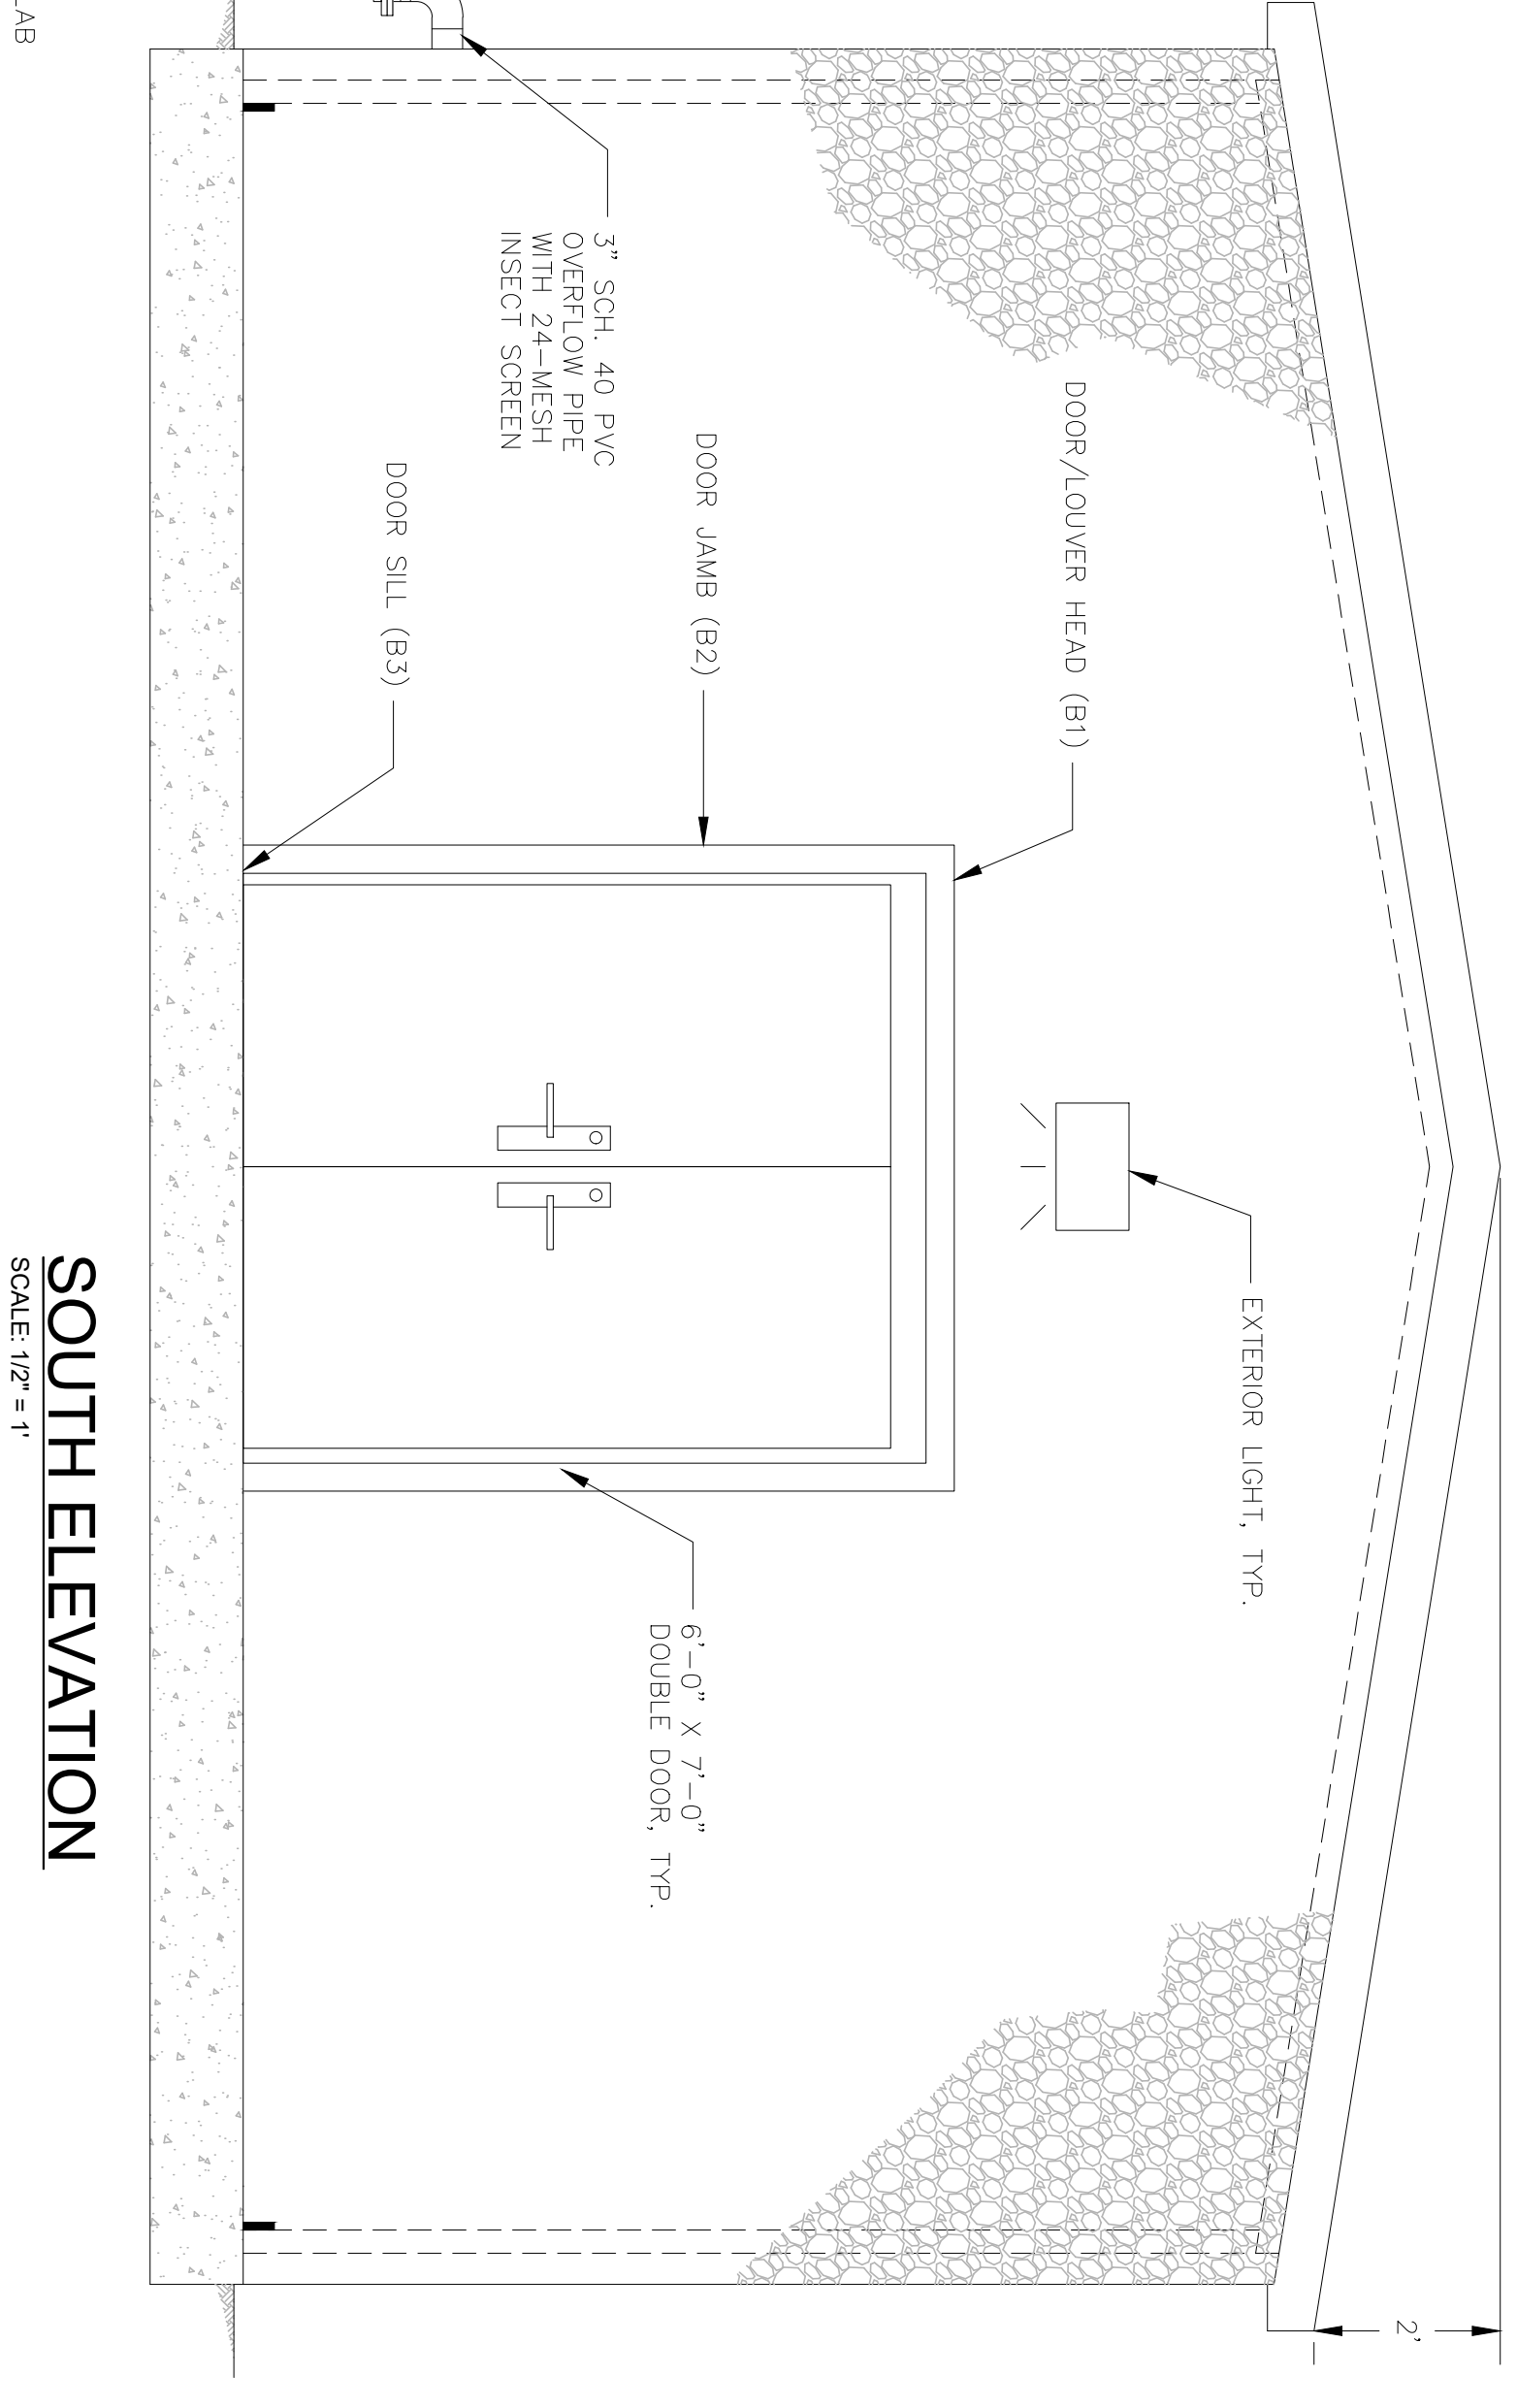 2'
EXTERIOR LIGHT, TYP.
DOOR/LOUVER HEAD (B1)
DOOR JAMB (B2)
6'-0" X 7'-0"
DOUBLE DOOR, TYP.
3" SCH. 40 PVC
OVERFLOW PIPE
WITH 24-MESH
INSECT SCREEN
DOOR SILL (B3)
SOUTH ELEVATION
SCALE: 1/2" = 1'